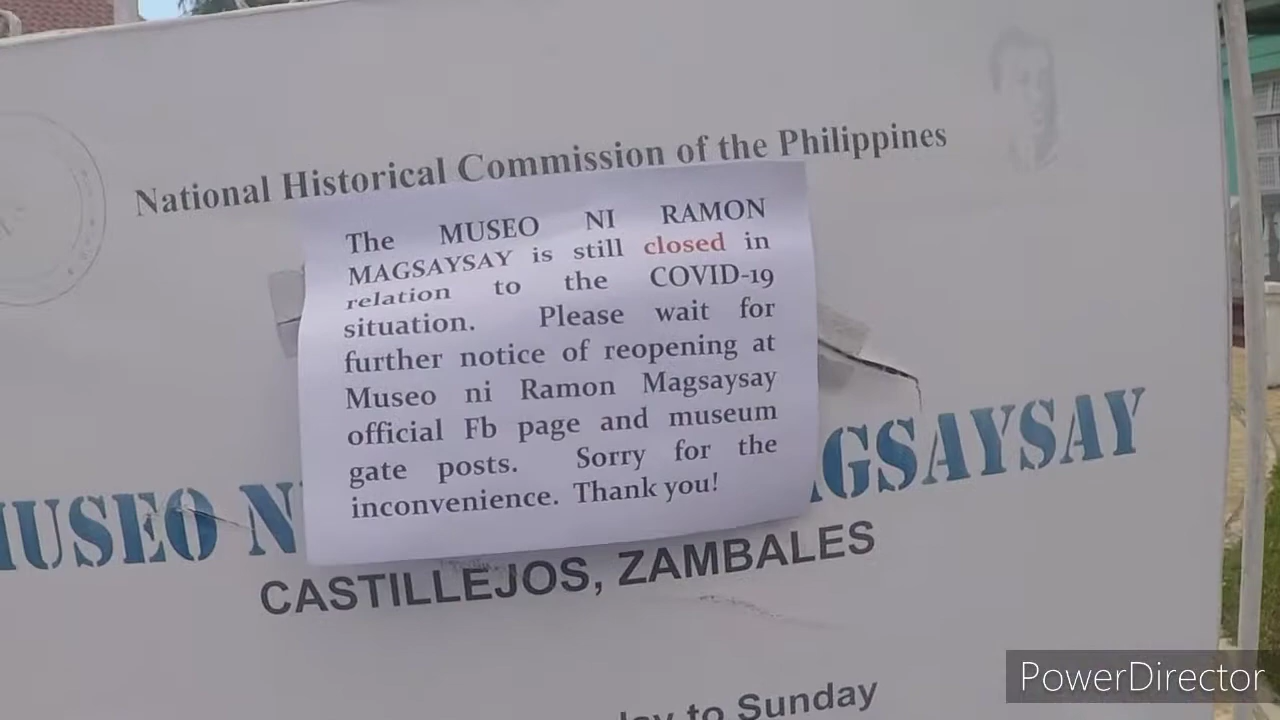 National Historical Commission of the Philippines
The MUSEO NI RAMON
MAGSAYSAY is still closed in
relation to the COVID-19
situation. Please wait for
further notice of reopening at
Museo ni Ramon Magsaysay
official Fb page and museum
gate posts. Sorry for the
inconvenience. Thank you!
CASTILLEJOS, ZAMBALES
to Sunday
PowerDirector